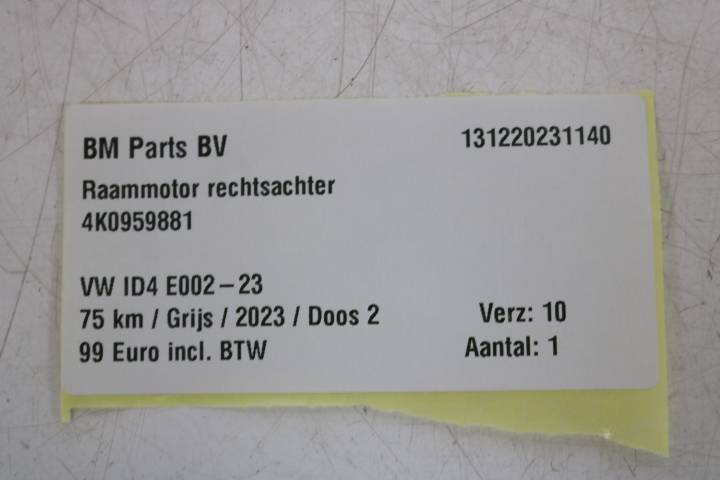 BM Parts BV 131220231140
Raammotor rechtsachter
4K0959881
VW ID4 E002-23
75 km / Grijs / 2023 / Doos 2 Verz: 10
99 Euro incl. BTW Aantal: 1